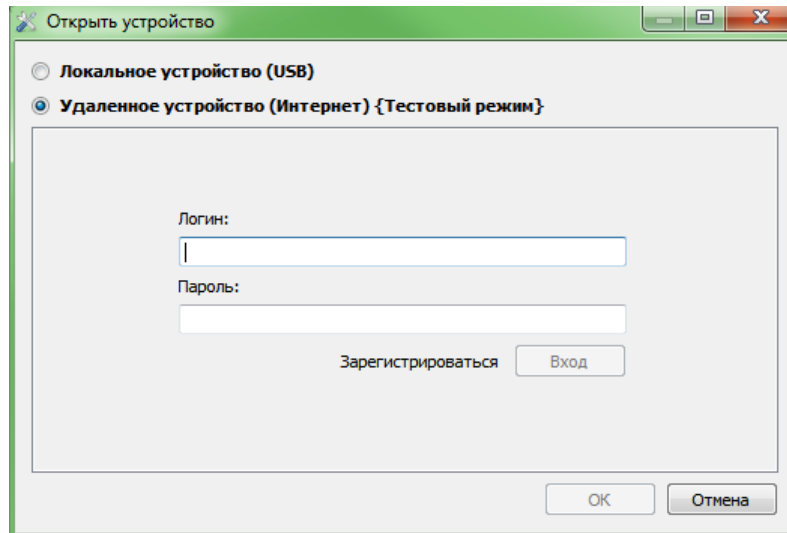 Открыть устройство
Локальное устройство (USB)
Удаленное устройство (Интернет) {Тестовый режим}
Логин:
Пароль:
Зарегистрироваться Вход
OK Отмена